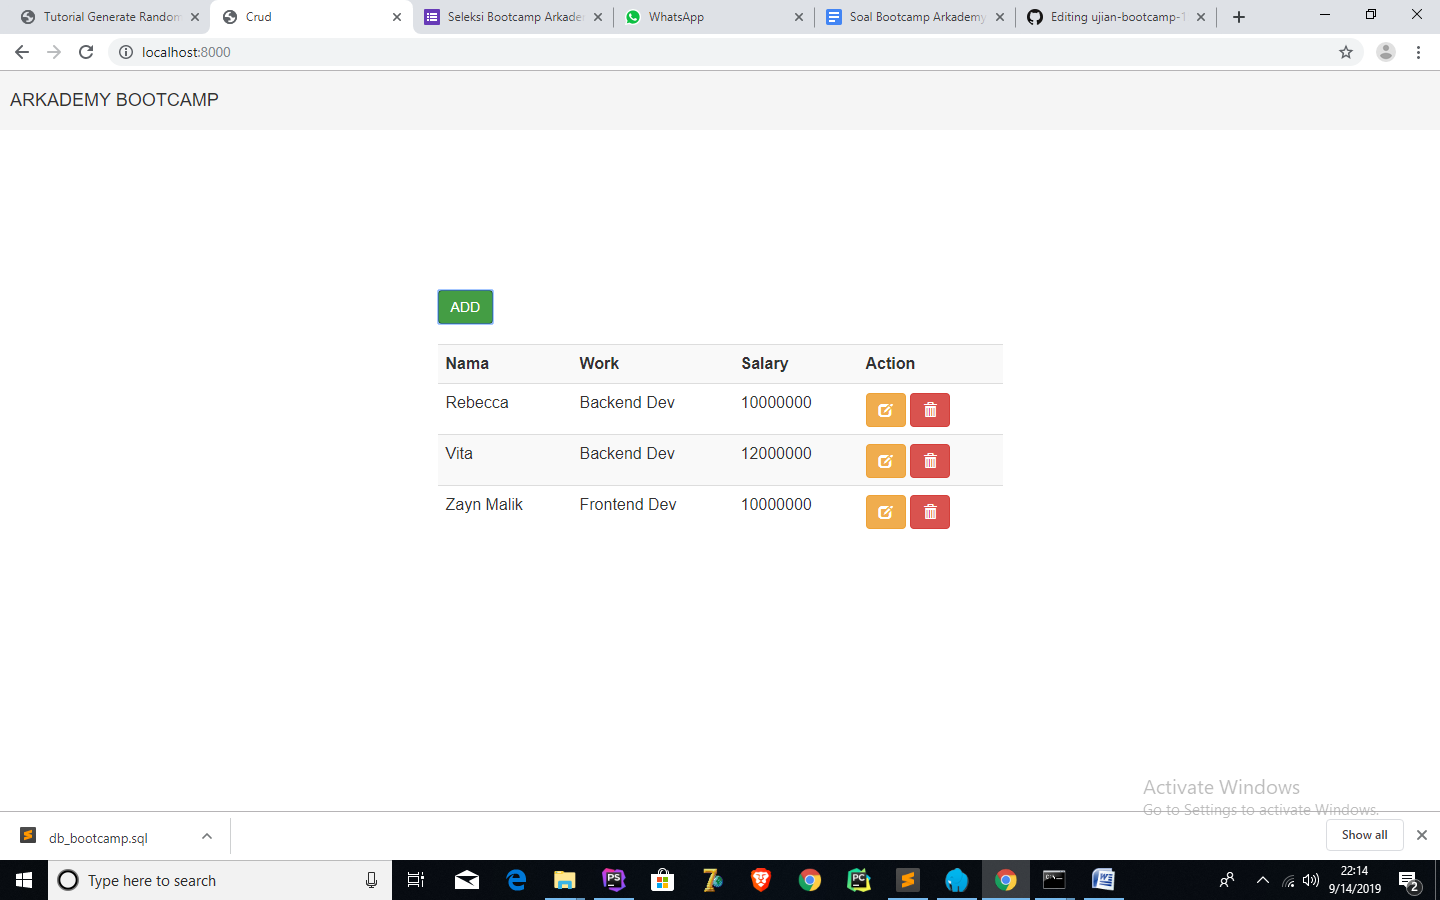 Tutorial Generate Random
Crud
Seleksi Bootcamp Arkade
WhatsApp
Soal Bootcamp Arkademy
Editing ujian-bootcamp-1
localhost:8000
ARKADEMY BOOTCAMP
ADD
Nama Work Salary Action
Rebecca Backend Dev 10000000
Vita Backend Dev 12000000
Zayn Malik Frontend Dev 10000000
Activate Windows
Go to Settings to activate Windows.
db_bootcamp.sql
Show all
Type here to search
22:14
9/14/2019
2